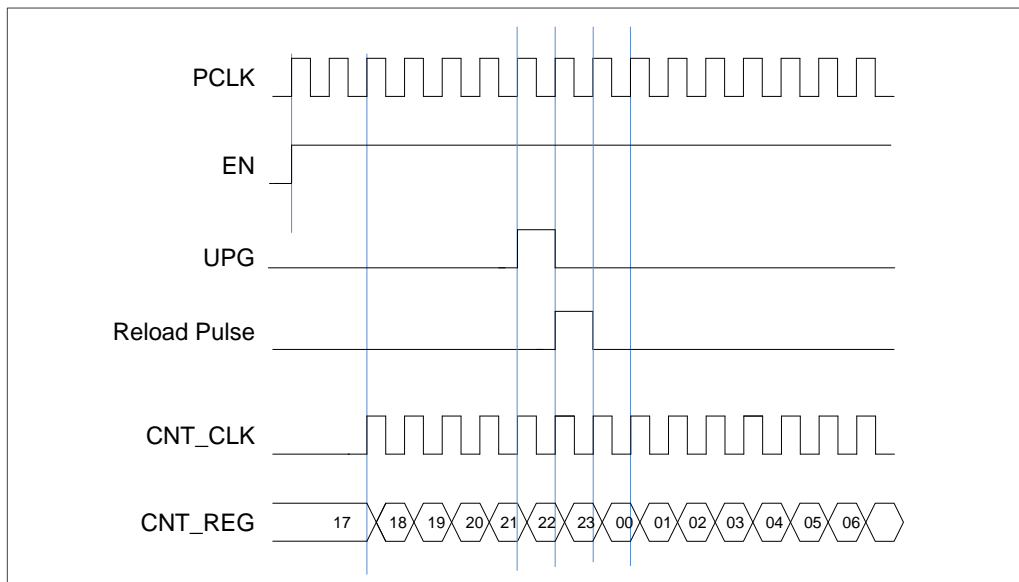 PCLK
EN
UPG
Reload Pulse
CNT_CLK
CNT_REG 17 18 19 20 21 22 23 00 01 02 03 04 05 06